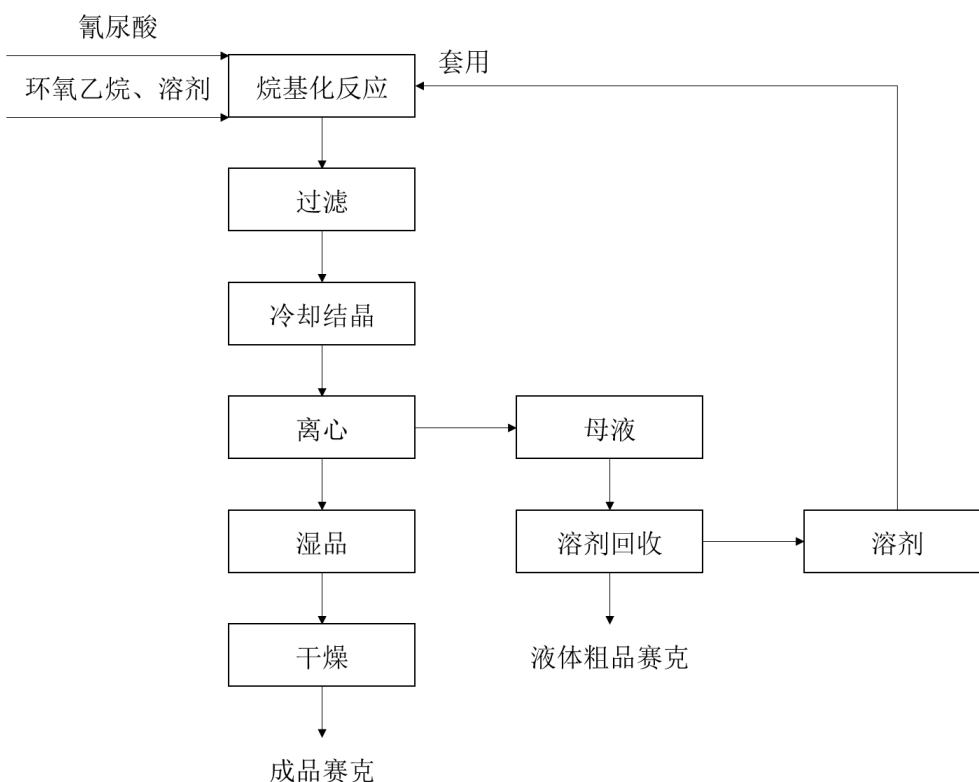 氰尿酸
套用
环氧乙烷、溶剂
烷基化反应
过滤
冷却结晶
离心
母液
湿品
溶剂回收
溶剂
干燥
液体粗品赛克
成品赛克